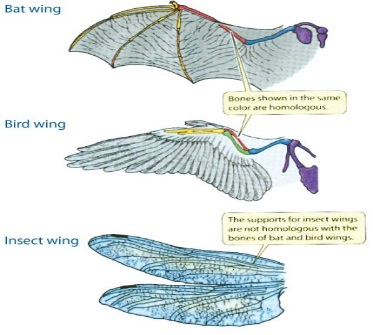 Bat wing
Bones shown in the same
color are homologous.
Bird wing
The supports for insect wings
are not homologous with the
bones of bat and bird wings.
Insect wing